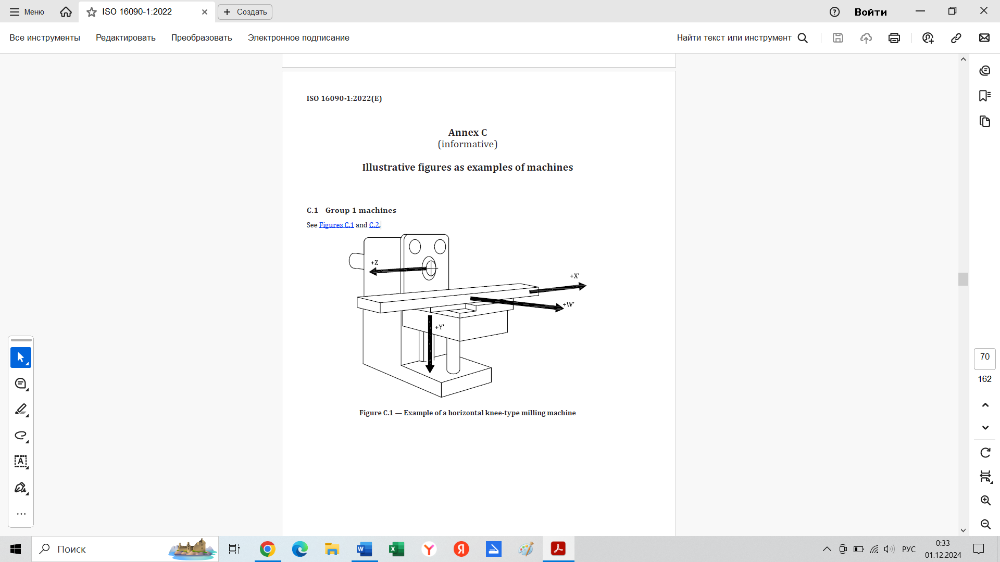 Меню
ISO 16090-1:2022
Создать
Войти
Все инструменты
Редактировать
Преобразовать
Электронное подписание
Найти текст или инструмент
ISO 16090-1:2022(E)
Annex C
(informative)
Illustrative figures as examples of machines
C.1 Group 1 machines
See Figures C.1 and C.2.
+Z
+X'
+W'
+Y'
Figure C.1 — Example of a horizontal knee-type milling machine
70
162
Поиск
РУС
0:33
01.12.2024